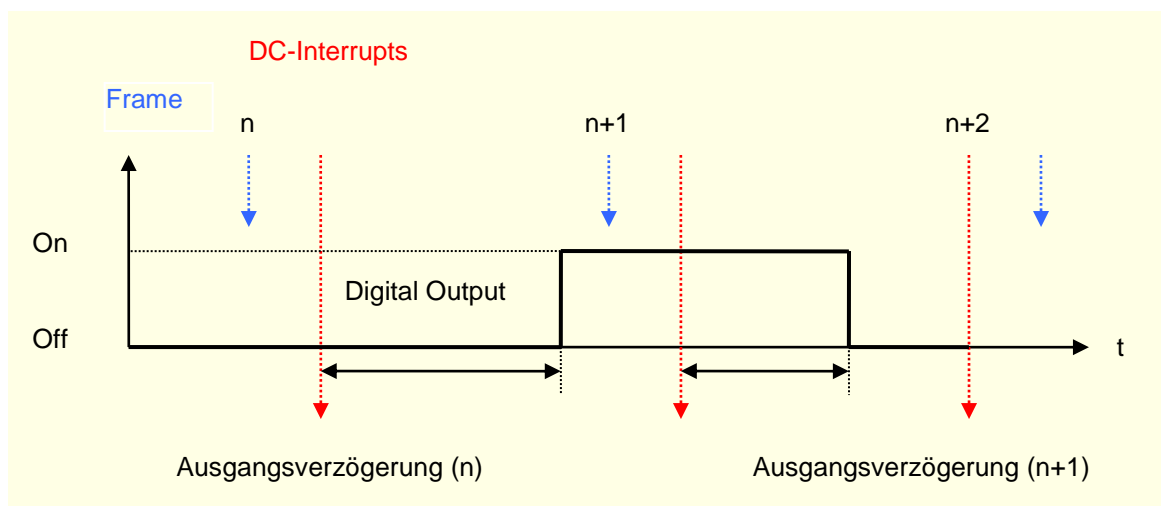 DC-Interrupts
Frame
n n+1 n+2
On
Digital Output
Off
t
Ausgangsverzögerung (n) Ausgangsverzögerung (n+1)